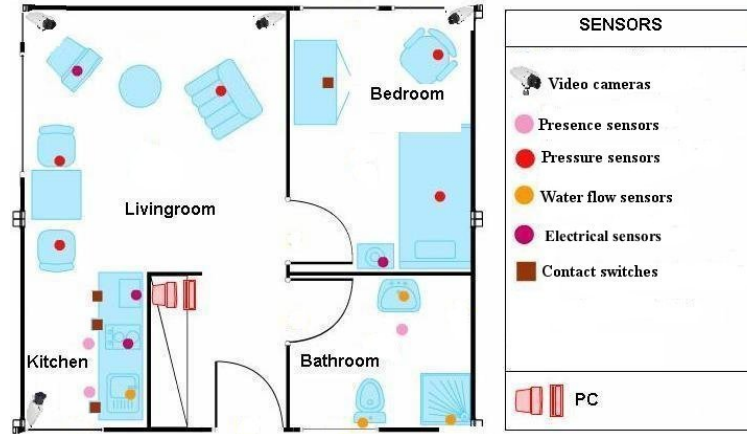 SENSORS
Video cameras
Presence sensors
Pressure sensors
Water flow sensors
Electrical sensors
Contact switches
PC
Bedroom
Livingroom
Kitchen
Bathroom